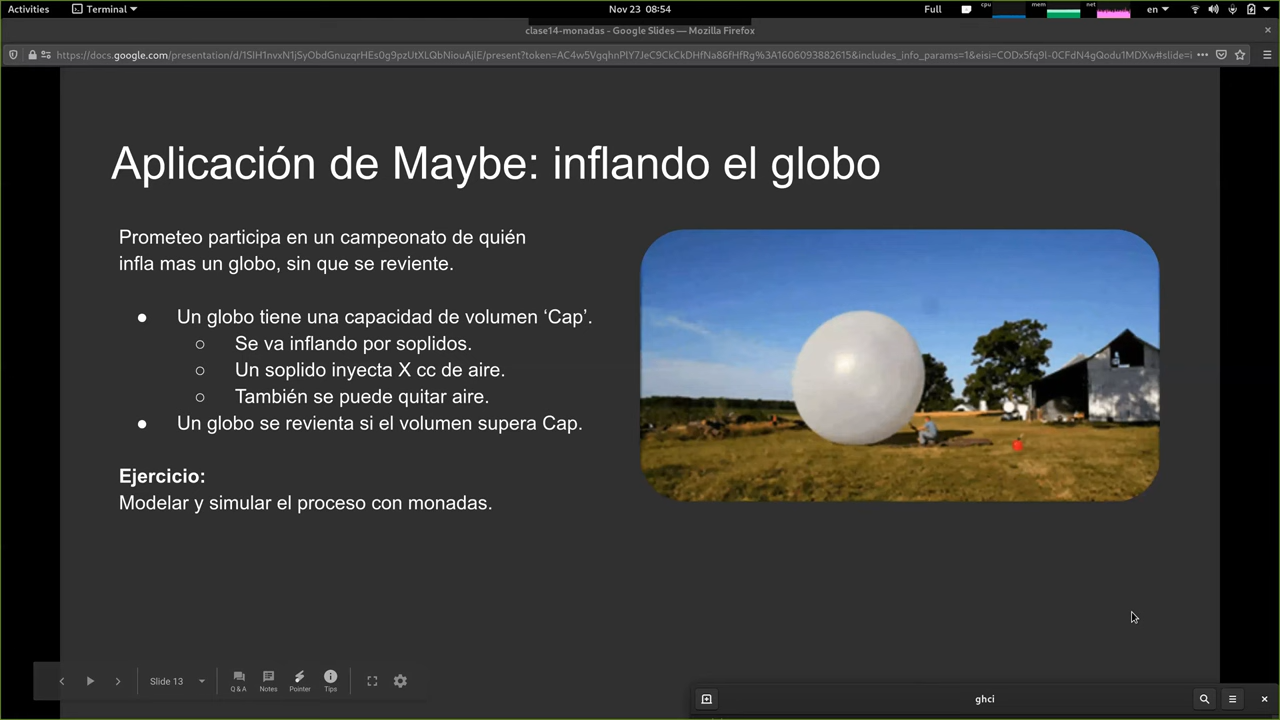 Activities
Terminal
Nov 23 08:54
Full
cpu
mem
net
en
clase14-monadas - Google Slides — Mozilla Firefox
Aplicación de Maybe: inflando el globo
Prometeo participa en un campeonato de quién
infla mas un globo, sin que se reviente.
● Un globo tiene una capacidad de volumen ‘Cap’.
○ Se va inflando por soplidos.
○ Un soplido inyecta X cc de aire.
○ También se puede quitar aire.
● Un globo se revienta si el volumen supera Cap.
Ejercicio:
Modelar y simular el proceso con monadas.
Slide 13
Q & A
Notes
Pointer
Tips
ghci